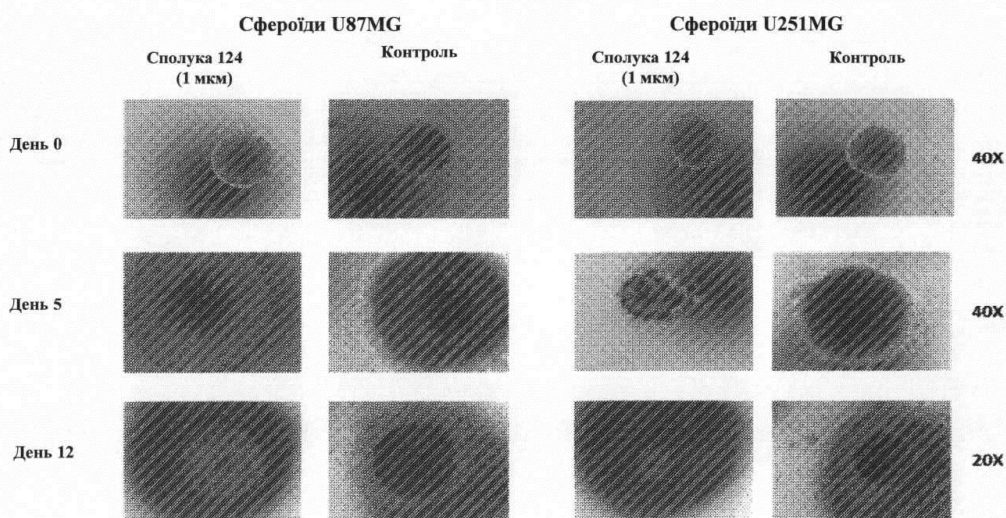 Сфероїди U87MG
Сфероїди U251MG
Сполука 124
(1 мкм)
Контроль
Сполука 124
(1 мкм)
Контроль
День 0
40X
День 5
40X
День 12
20X